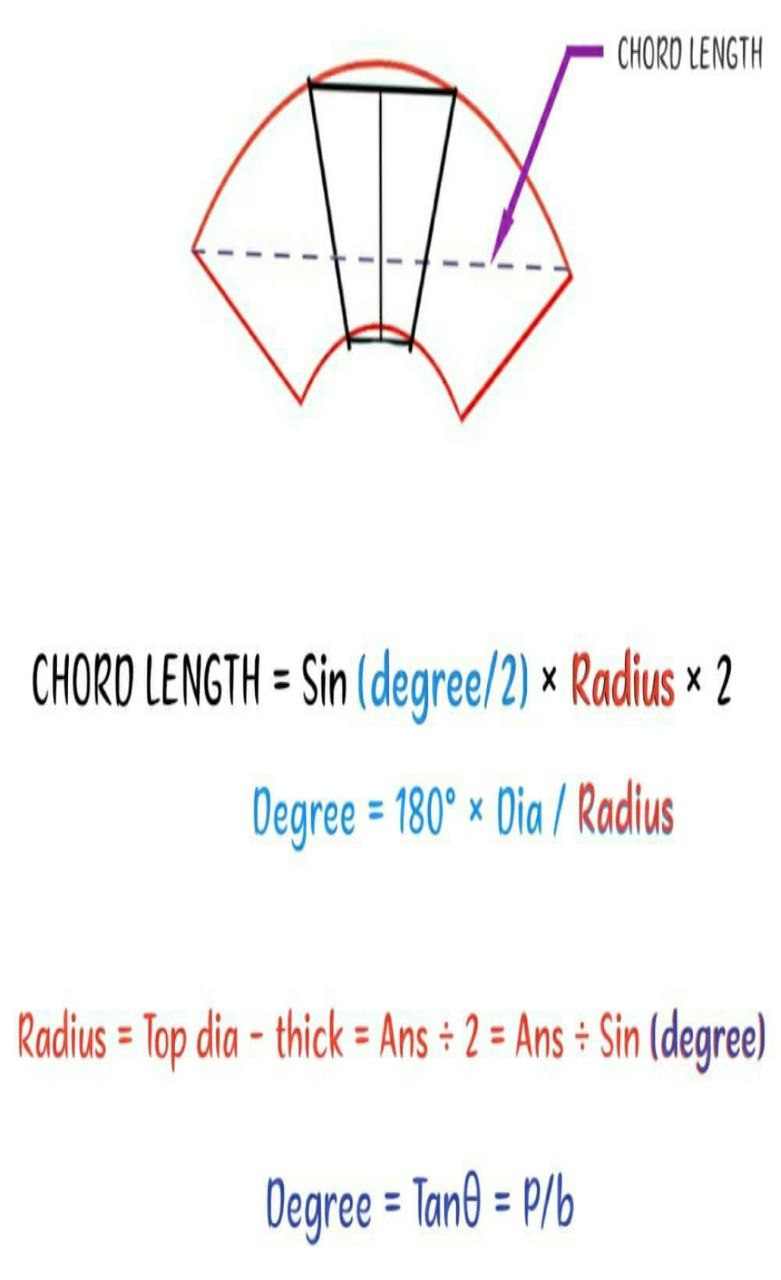 CHORD LENGTH
CHORD LENGTH = Sin (degree/2) × Radius × 2
Degree = 180° × Dia / Radius
Radius = Top dia - thick = Ans ÷ 2 = Ans ÷ Sin (degree)
Degree = Tanθ = P/b